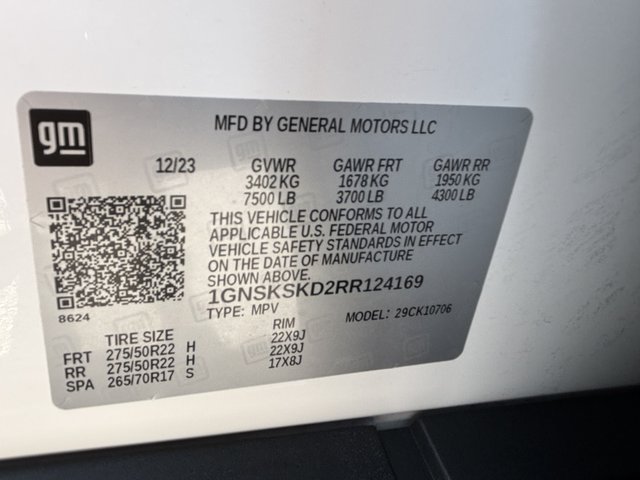 gm
MFD BY GENERAL MOTORS LLC
12/23 GVWR GAWR FRT GAWR RR
3402 KG 1678 KG 1950 KG
7500 LB 3700 LB 4300 LB
THIS VEHICLE CONFORMS TO ALL
APPLICABLE U.S. FEDERAL MOTOR
VEHICLE SAFETY STANDARDS IN EFFECT
ON THE DATE OF MANUFACTURE
SHOWN ABOVE.
1GNSKSKD2RR124169
8624
TYPE: MPV MODEL: 29CK10706
TIRE SIZE RIM
FRT 275/50R22 H 22X9J
RR 275/50R22 H 22X9J
SPA 265/70R17 S 17X8J